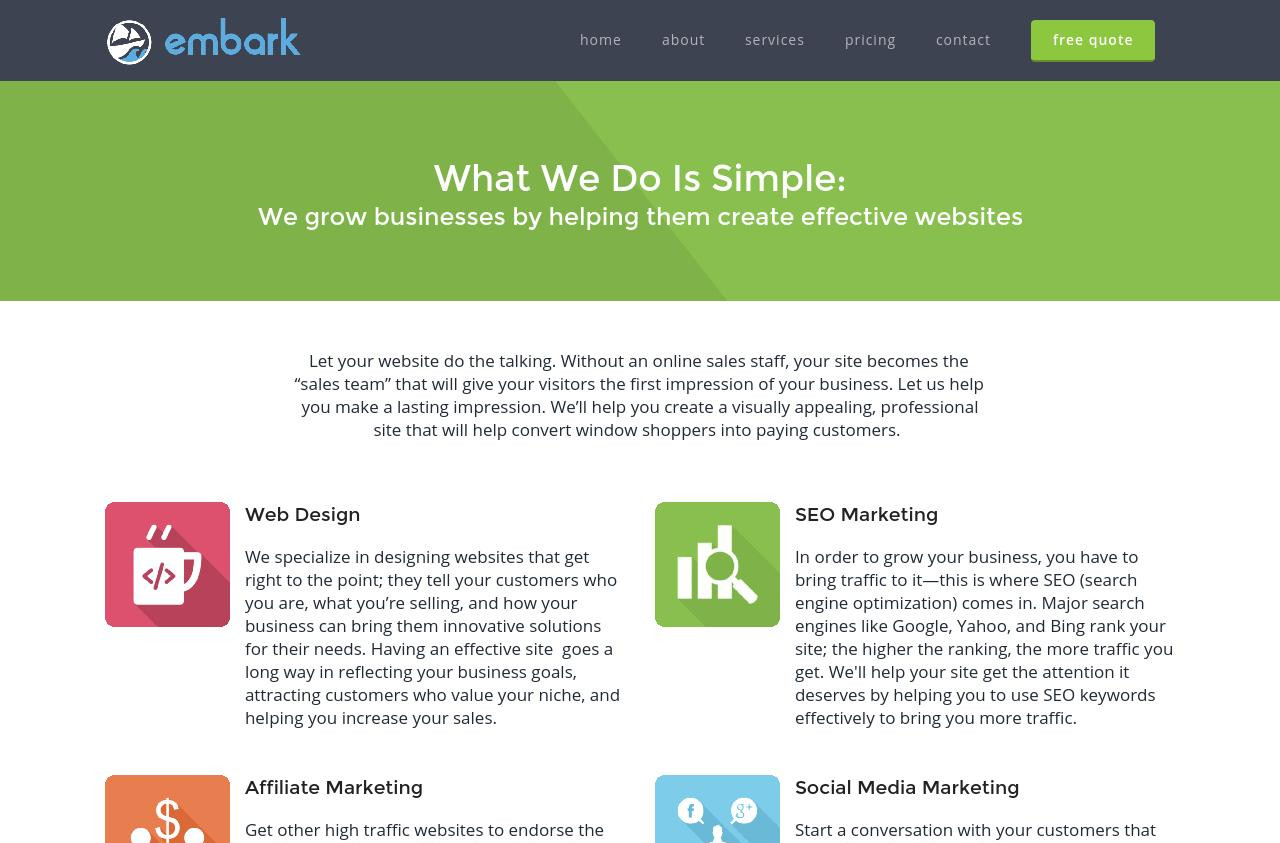 embark
home about services pricing contact free quote
What We Do Is Simple:
We grow businesses by helping them create effective websites
Let your website do the talking. Without an online sales staff, your site becomes the
“sales team” that will give your visitors the first impression of your business. Let us help
you make a lasting impression. We’ll help you create a visually appealing, professional
site that will help convert window shoppers into paying customers.
Web Design
We specialize in designing websites that get
right to the point; they tell your customers who
you are, what you’re selling, and how your
business can bring them innovative solutions
for their needs. Having an effective site  goes a
long way in reflecting your business goals,
attracting customers who value your niche, and
helping you increase your sales.
</>
SEO Marketing
In order to grow your business, you have to
bring traffic to it—this is where SEO (search
engine optimization) comes in. Major search
engines like Google, Yahoo, and Bing rank your
site; the higher the ranking, the more traffic you
get. We'll help your site get the attention it
deserves by helping you to use SEO keywords
effectively to bring you more traffic.
$
Affiliate Marketing
Get other high traffic websites to endorse the
f g+
Social Media Marketing
Start a conversation with your customers that